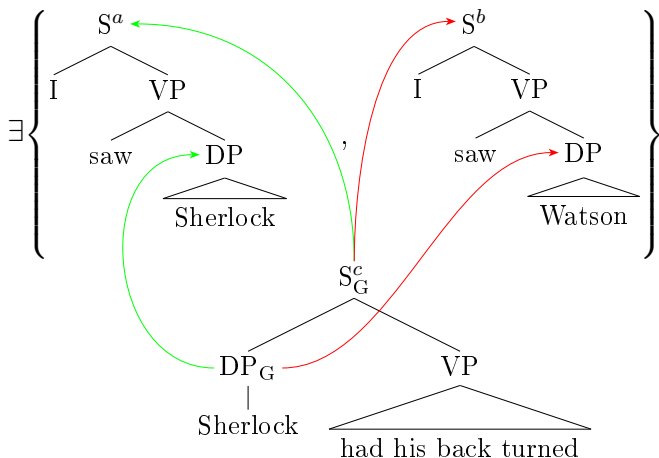 S^a S^b
I VP I VP
∃{ , }
saw DP saw DP
Sherlock Watson
S^c_G
DP_G VP
Sherlock
had his back turned